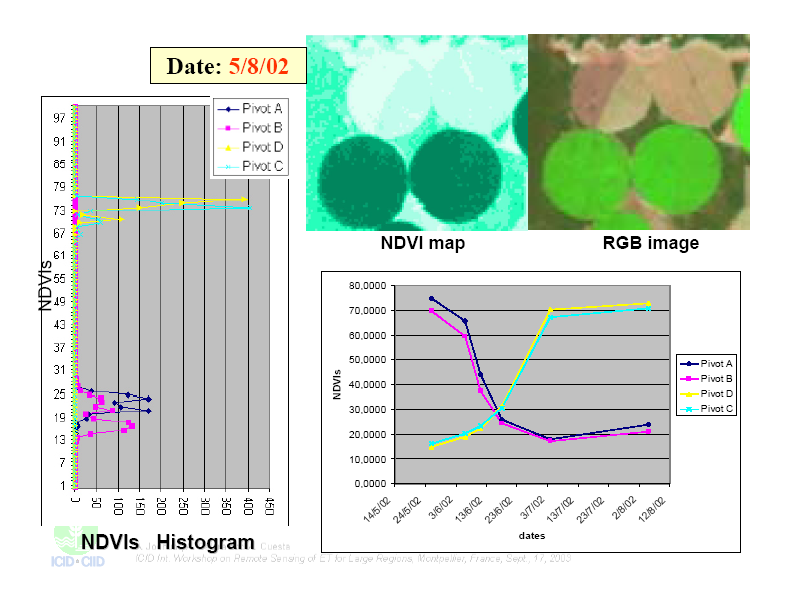 Date: 5/8/02
Pivot A
Pivot B
Pivot D
Pivot C
97
91
85
79
73
67
61
55
49
43
37
31
25
19
13
7
1
NDVIs
0
50
100
150
200
250
300
350
400
450
NDVIs Histogram
NDVI map
RGB image
80,0000
70,0000
60,0000
50,0000
40,0000
30,0000
20,0000
10,0000
0,0000
NDVIs
14/5/02
24/5/02
3/6/02
13/6/02
23/6/02
3/7/02
13/7/02
23/7/02
2/8/02
12/8/02
dates
Pivot A
Pivot B
Pivot D
Pivot C
Cuesta
ICID Int. Workshop on Remote Sensing of ET for Large Regions, Montpellier, France, Sept., 17, 2003
ICID•CIID